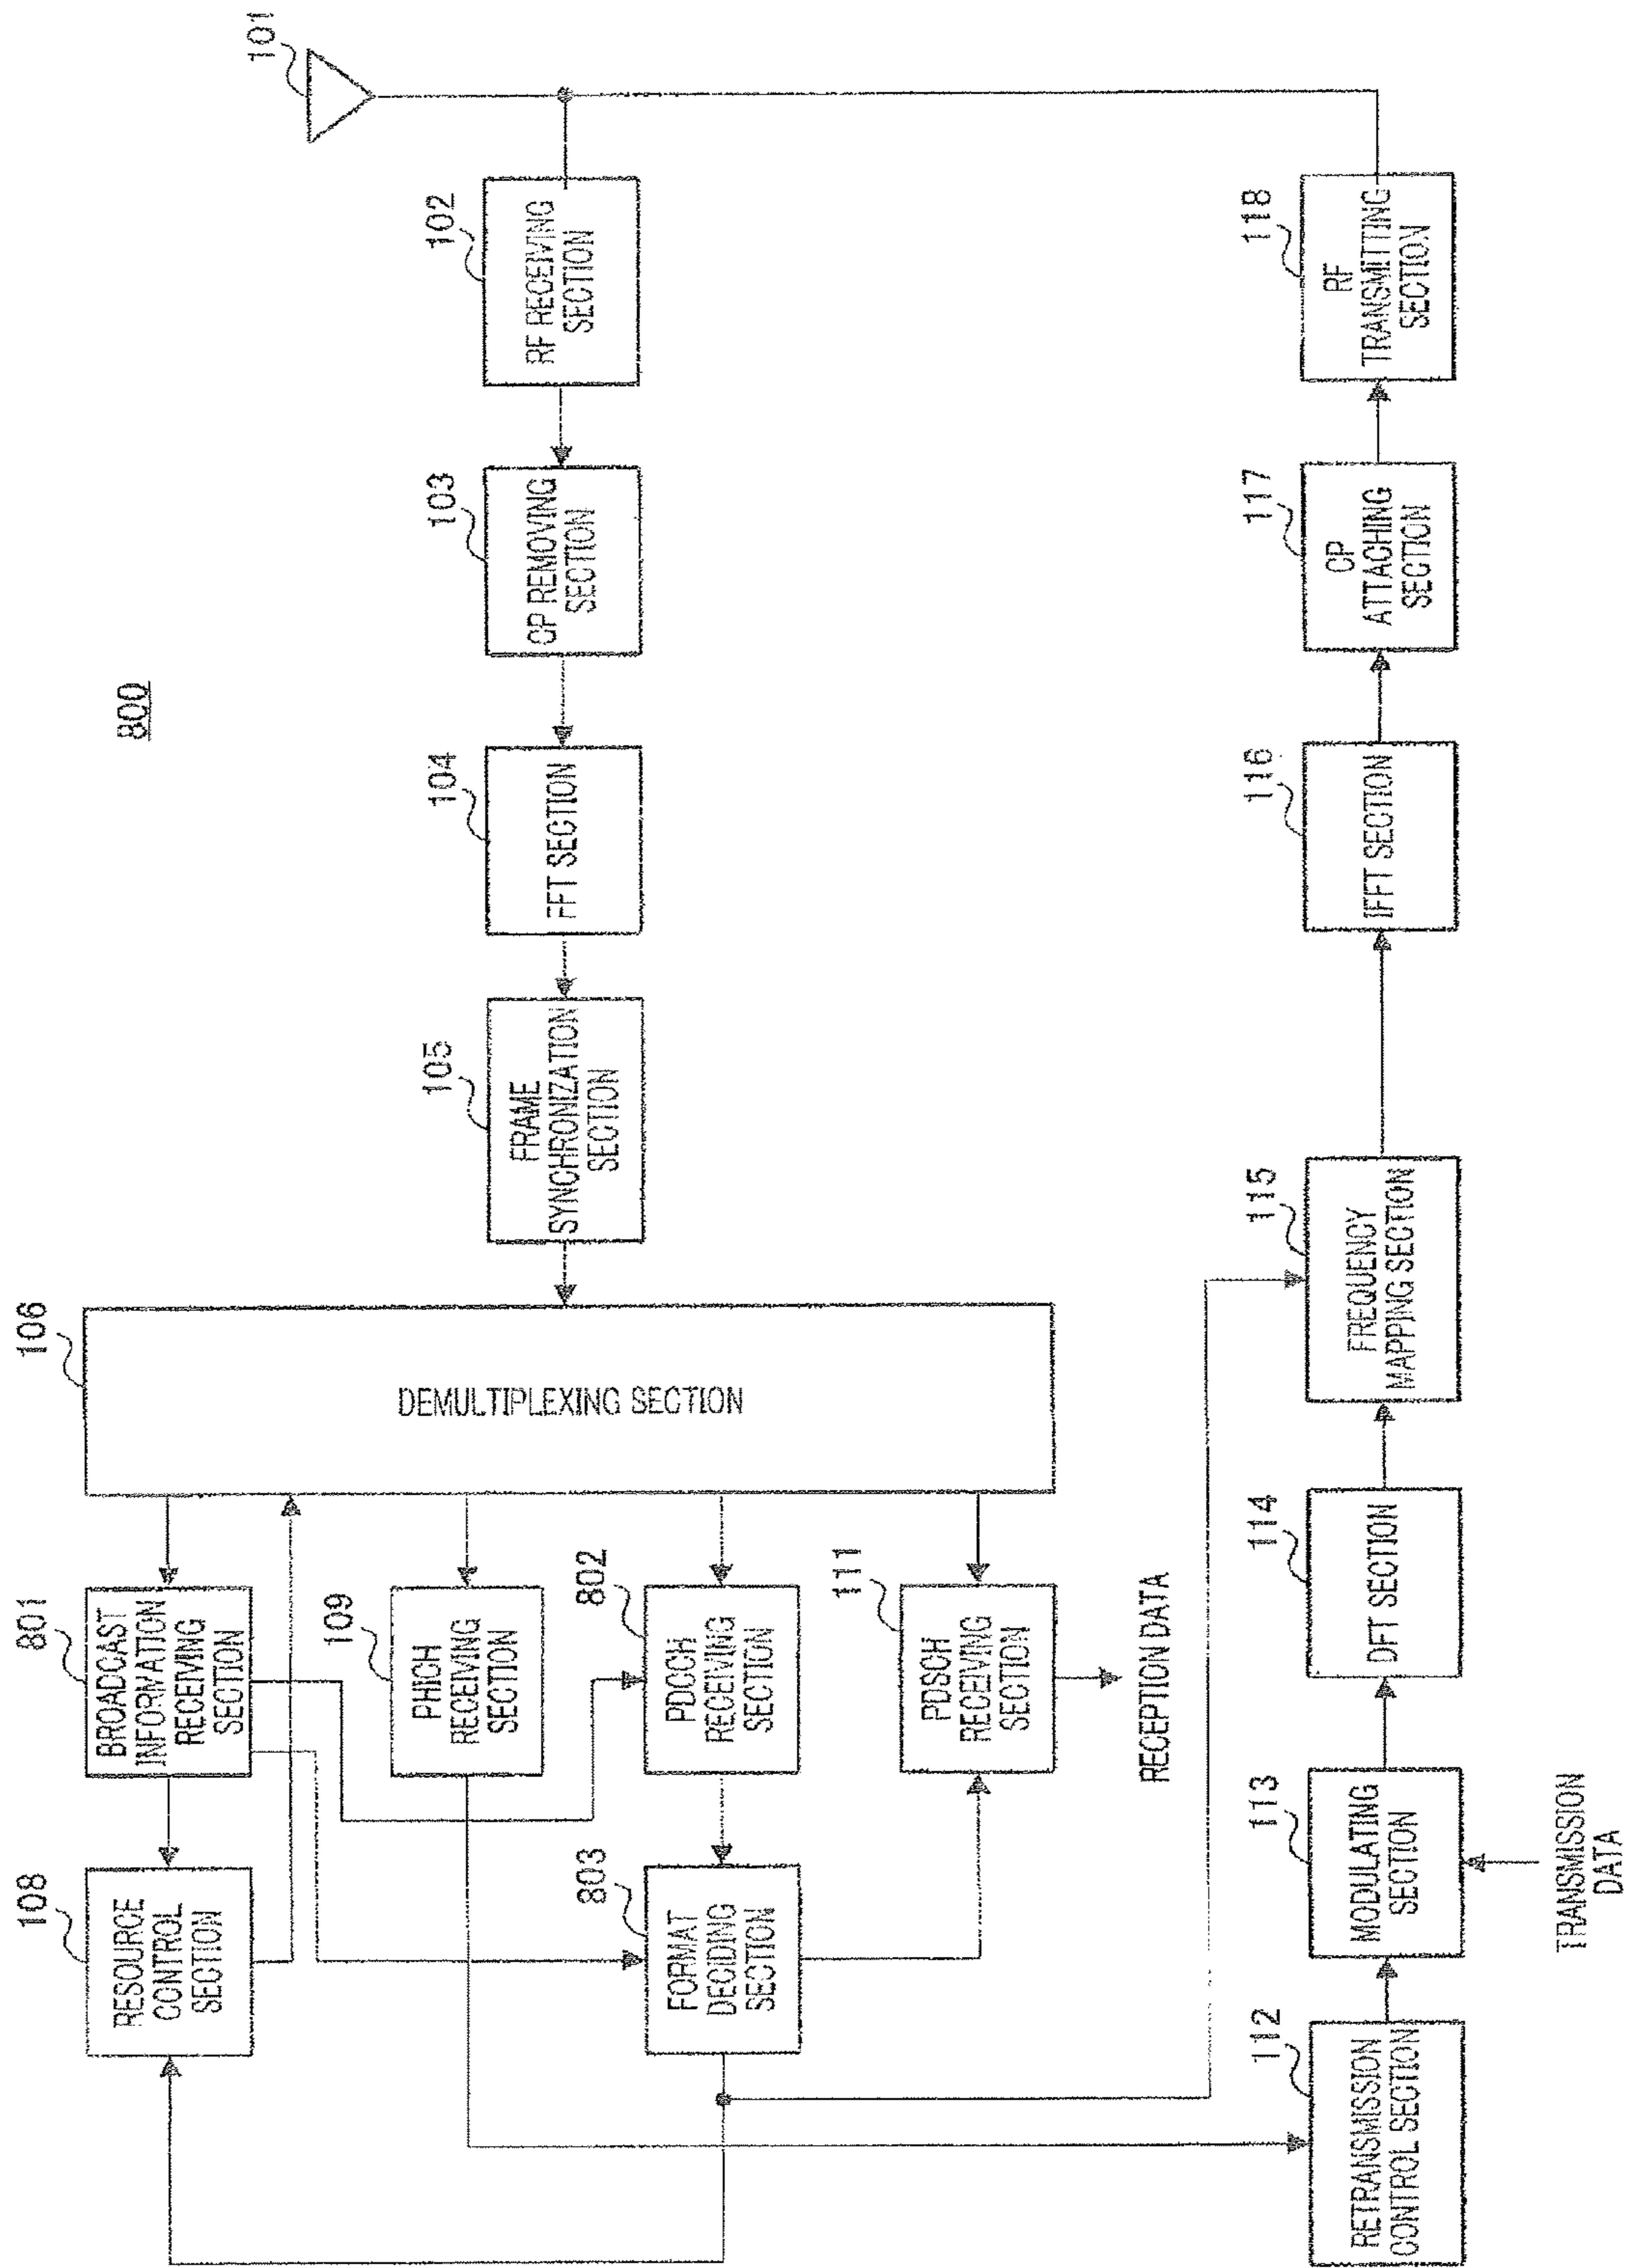 800
101
102
RF RECEIVING
SECTION
103
CP REMOVING
SECTION
104
FFT SECTION
105
FRAME
SYNCHRONIZATION
SECTION
106
DEMULTIPLEXING SECTION
801
BROADCAST
INFORMATION
RECEIVING
SECTION
108
RESOURCE
CONTROL
SECTION
109
PHICH
RECEIVING
SECTION
802
PDCCH
RECEIVING
SECTION
803
FORMAT
DECIDING
SECTION
111
PDSCH
RECEIVING
SECTION
RECEPTION DATA
112
RETRANSMISSION
CONTROL SECTION
113
MODULATING
SECTION
TRANSMISSION
DATA
114
DFT SECTION
115
FREQUENCY
MAPPING SECTION
116
IFFT SECTION
117
CP
ATTACHING
SECTION
118
RF
TRANSMITTING
SECTION